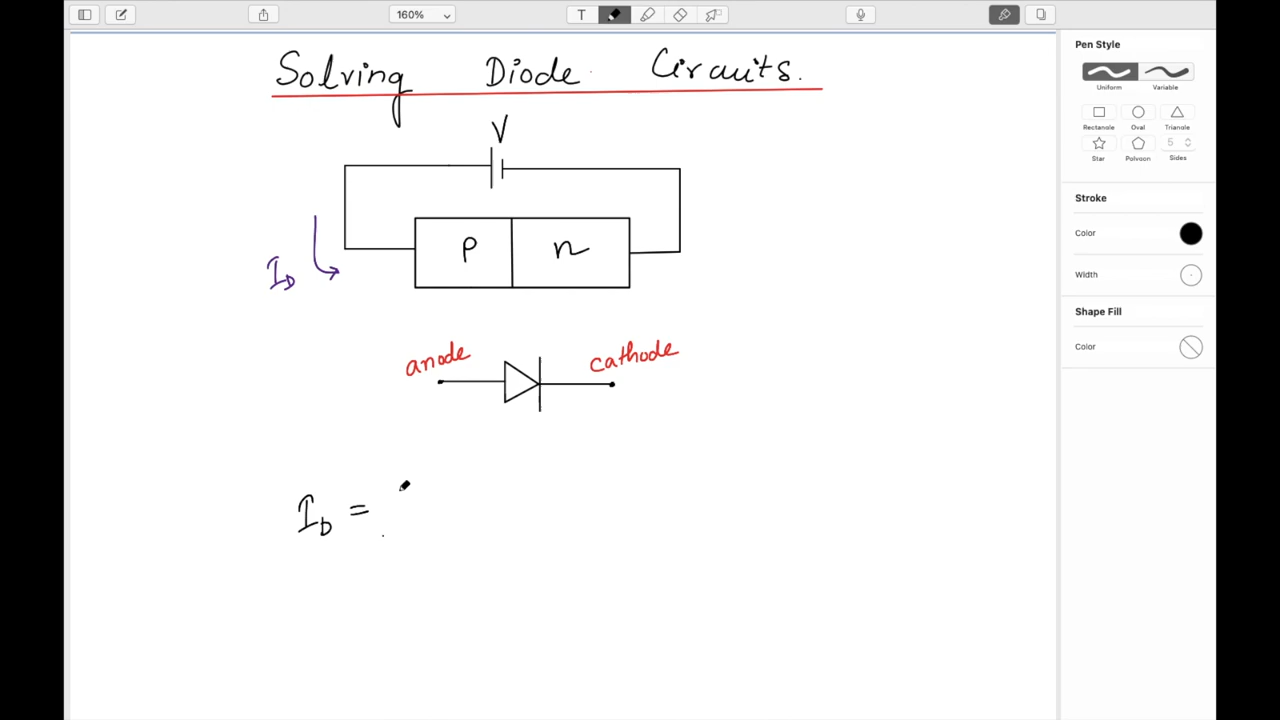 160%
T
Solving Diode Circuits.
V
P n
I_D
anode cathode
I_D =
Pen Style
Uniform Variable
Rectangle Oval Triangle
Star Polygon 5 Sides
Stroke
Color
Width
Shape Fill
Color